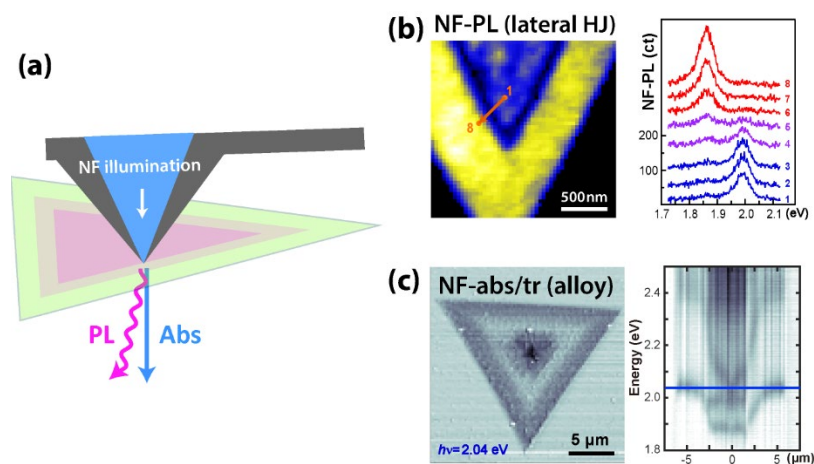 (a)
NF illumination
PL
Abs
(b)
NF-PL (lateral HJ)
1
8
500nm
NF-PL (ct)
200
100
8
7
6
5
4
3
2
1
1.7
1.8
1.9
2.0
2.1
(eV)
(c)
NF-abs/tr (alloy)
hν=2.04 eV
5 µm
Energy (eV)
2.4
2.2
2.0
1.8
-5
0
5
(µm)